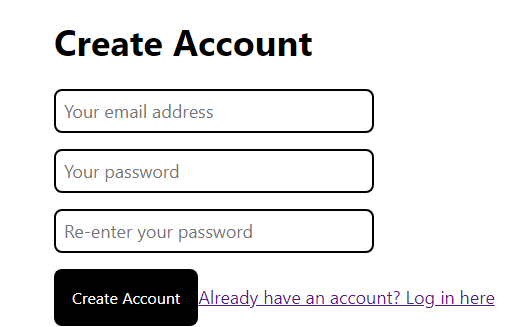 Create Account
Your email address
Your password
Re-enter your password
Create Account Already have an account? Log in here